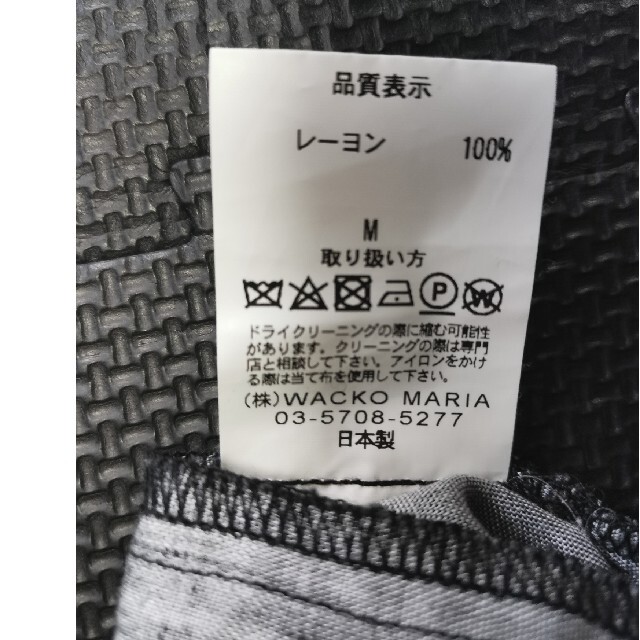 品質表示
レーヨン 100%
M
取り扱い方
P W
ドライクリーニングの際に縮む可能性
があります。クリーニングの際は専門
店と相談して下さい。アイロンをかけ
る際は当て布を使用して下さい。
(株)WACKO MARIA
03-5708-5277
日本製